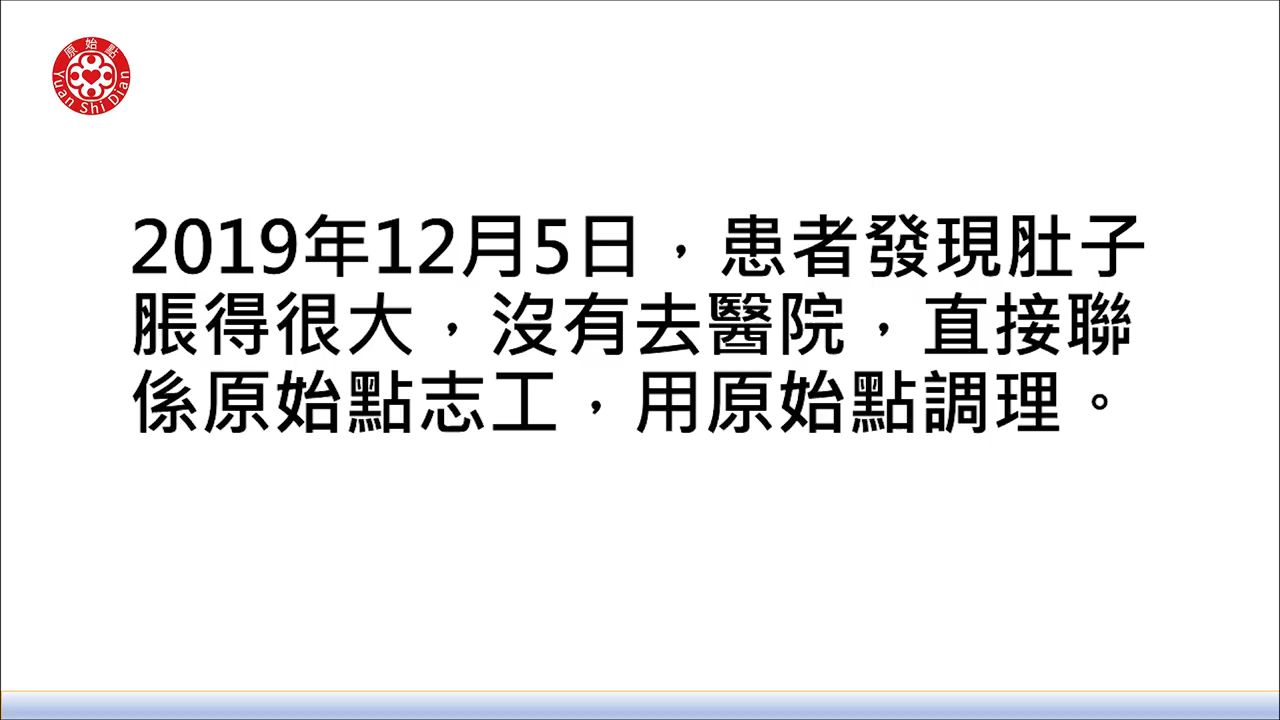 原始點
Yuan Shi Dian
2019年12月5日，患者發現肚子
脹得很大，沒有去醫院，直接聯
係原始點志工，用原始點調理。